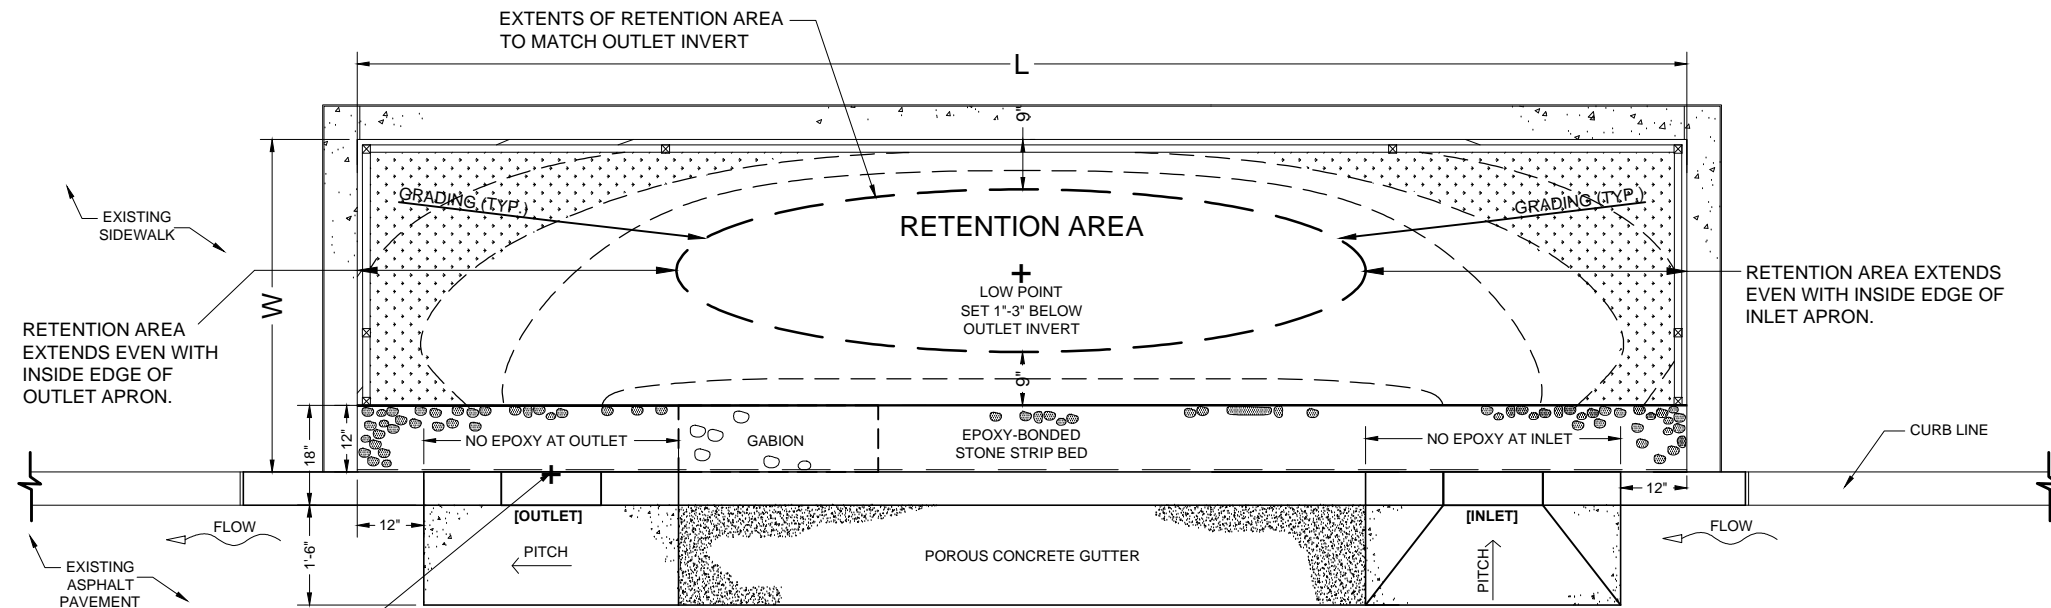 EXTENTS OF RETENTION AREA
TO MATCH OUTLET INVERT
L
9"
GRADING (TYP.)
GRADING (TYP.)
EXISTING
SIDEWALK
RETENTION AREA
LOW POINT
SET 1"-3" BELOW
OUTLET INVERT
W
RETENTION AREA EXTENDS
EVEN WITH INSIDE EDGE OF
INLET APRON.
RETENTION AREA
EXTENDS EVEN WITH
INSIDE EDGE OF
OUTLET APRON.
9"
18"
12"
NO EPOXY AT OUTLET
GABION
EPOXY-BONDED
STONE STRIP BED
NO EPOXY AT INLET
CURB LINE
12"
12"
FLOW
[OUTLET]
[INLET]
FLOW
1'-6"
PITCH
POROUS CONCRETE GUTTER
PITCH
EXISTING
ASPHALT
PAVEMENT